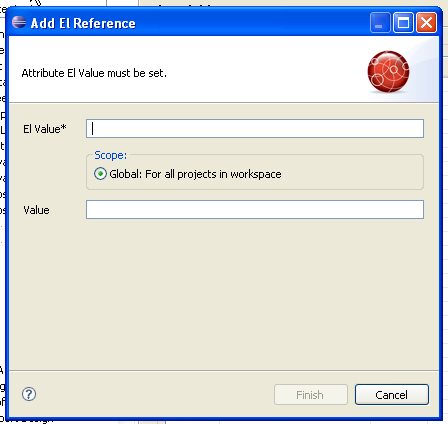 Add El Reference
Attribute El Value must be set.
El Value*
Scope:
Global: For all projects in workspace
Value
?
Finish
Cancel